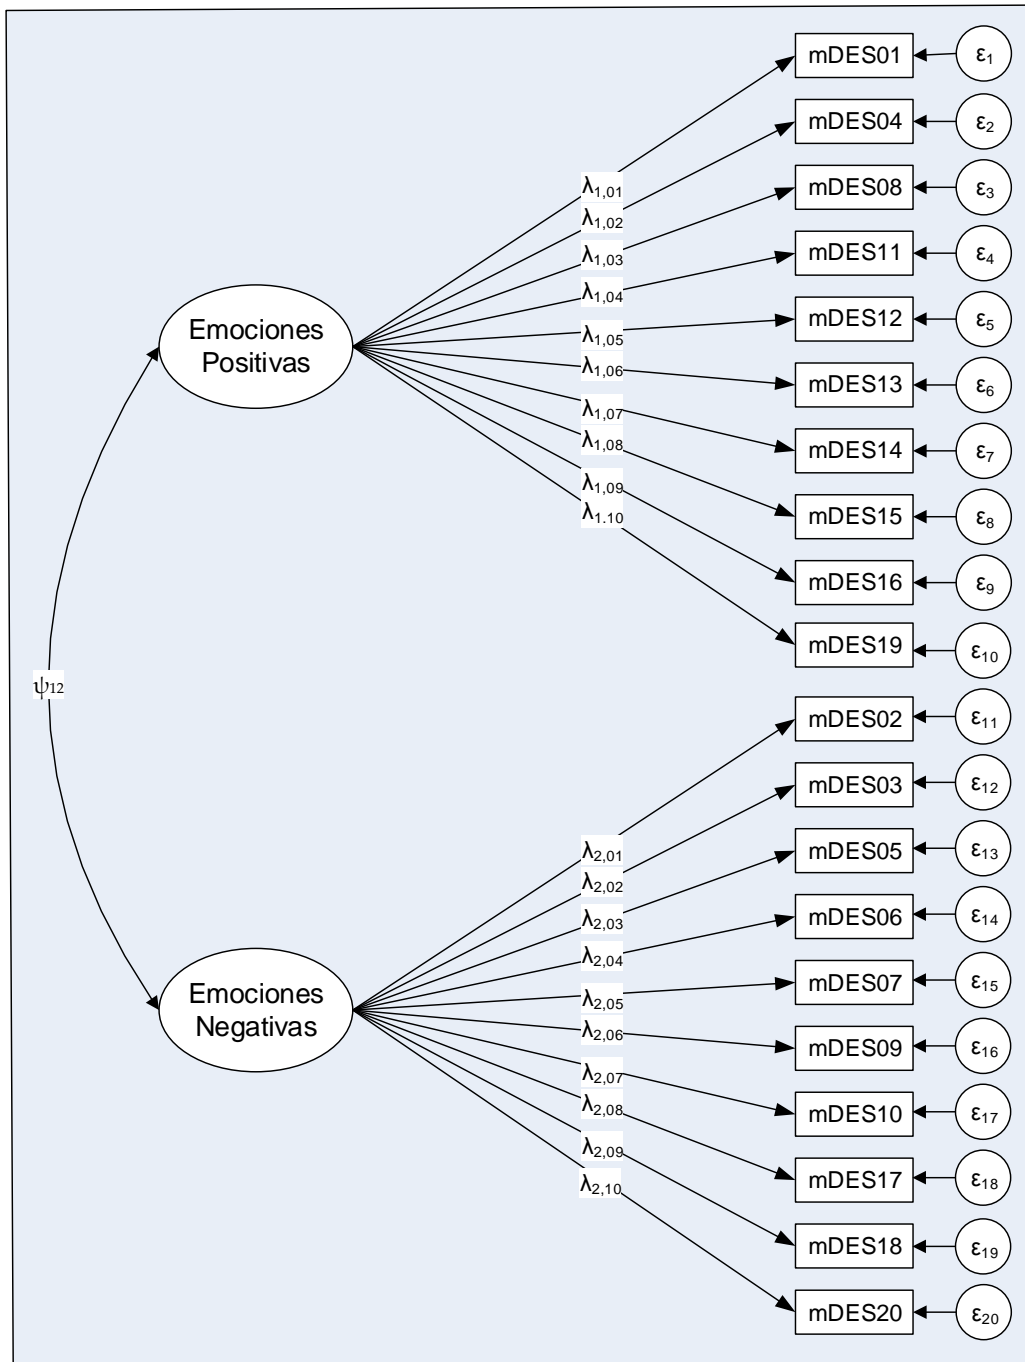 mDES01 ε1
mDES04 ε2
mDES08 ε3
mDES11 ε4
mDES12 ε5
mDES13 ε6
mDES14 ε7
mDES15 ε8
mDES16 ε9
mDES19 ε10
λ1,01
λ1,02
λ1,03
λ1,04
λ1,05
λ1,06
λ1,07
λ1,08
λ1,09
λ1.10
Emociones
Positivas
ψ12
mDES02 ε11
mDES03 ε12
mDES05 ε13
mDES06 ε14
mDES07 ε15
mDES09 ε16
mDES10 ε17
mDES17 ε18
mDES18 ε19
mDES20 ε20
λ2,01
λ2,02
λ2,03
λ2,04
λ2,05
λ2,06
λ2,07
λ2,08
λ2,09
λ2,10
Emociones
Negativas